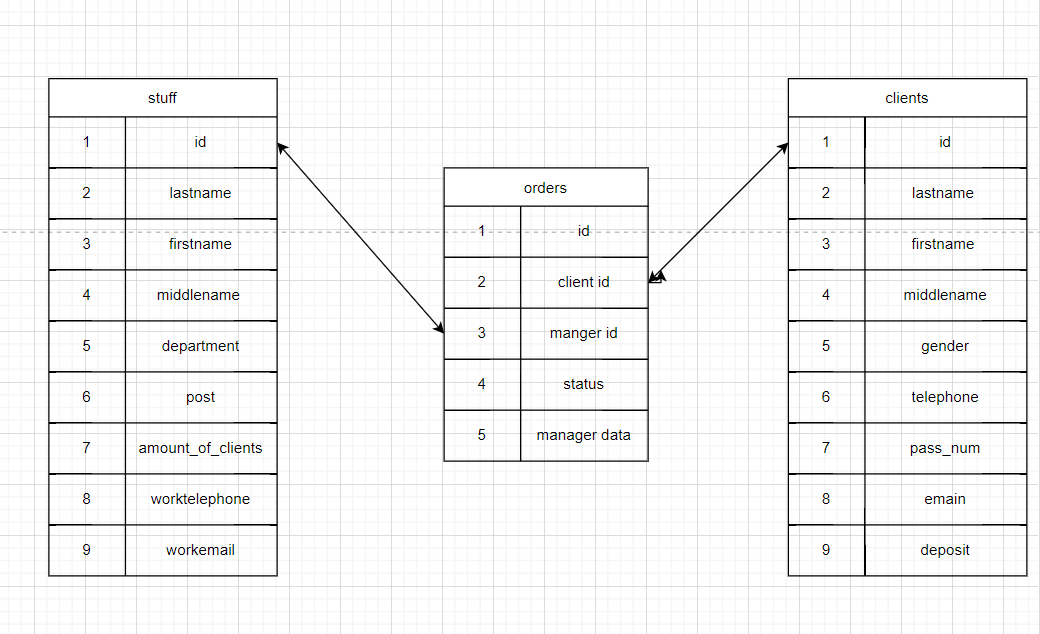 stuff
1 id
2 lastname
3 firstname
4 middlename
5 department
6 post
7 amount_of_clients
8 worktelephone
9 workemail
orders
1 id
2 client id
3 manger id
4 status
5 manager data
clients
1 id
2 lastname
3 firstname
4 middlename
5 gender
6 telephone
7 pass_num
8 emain
9 deposit